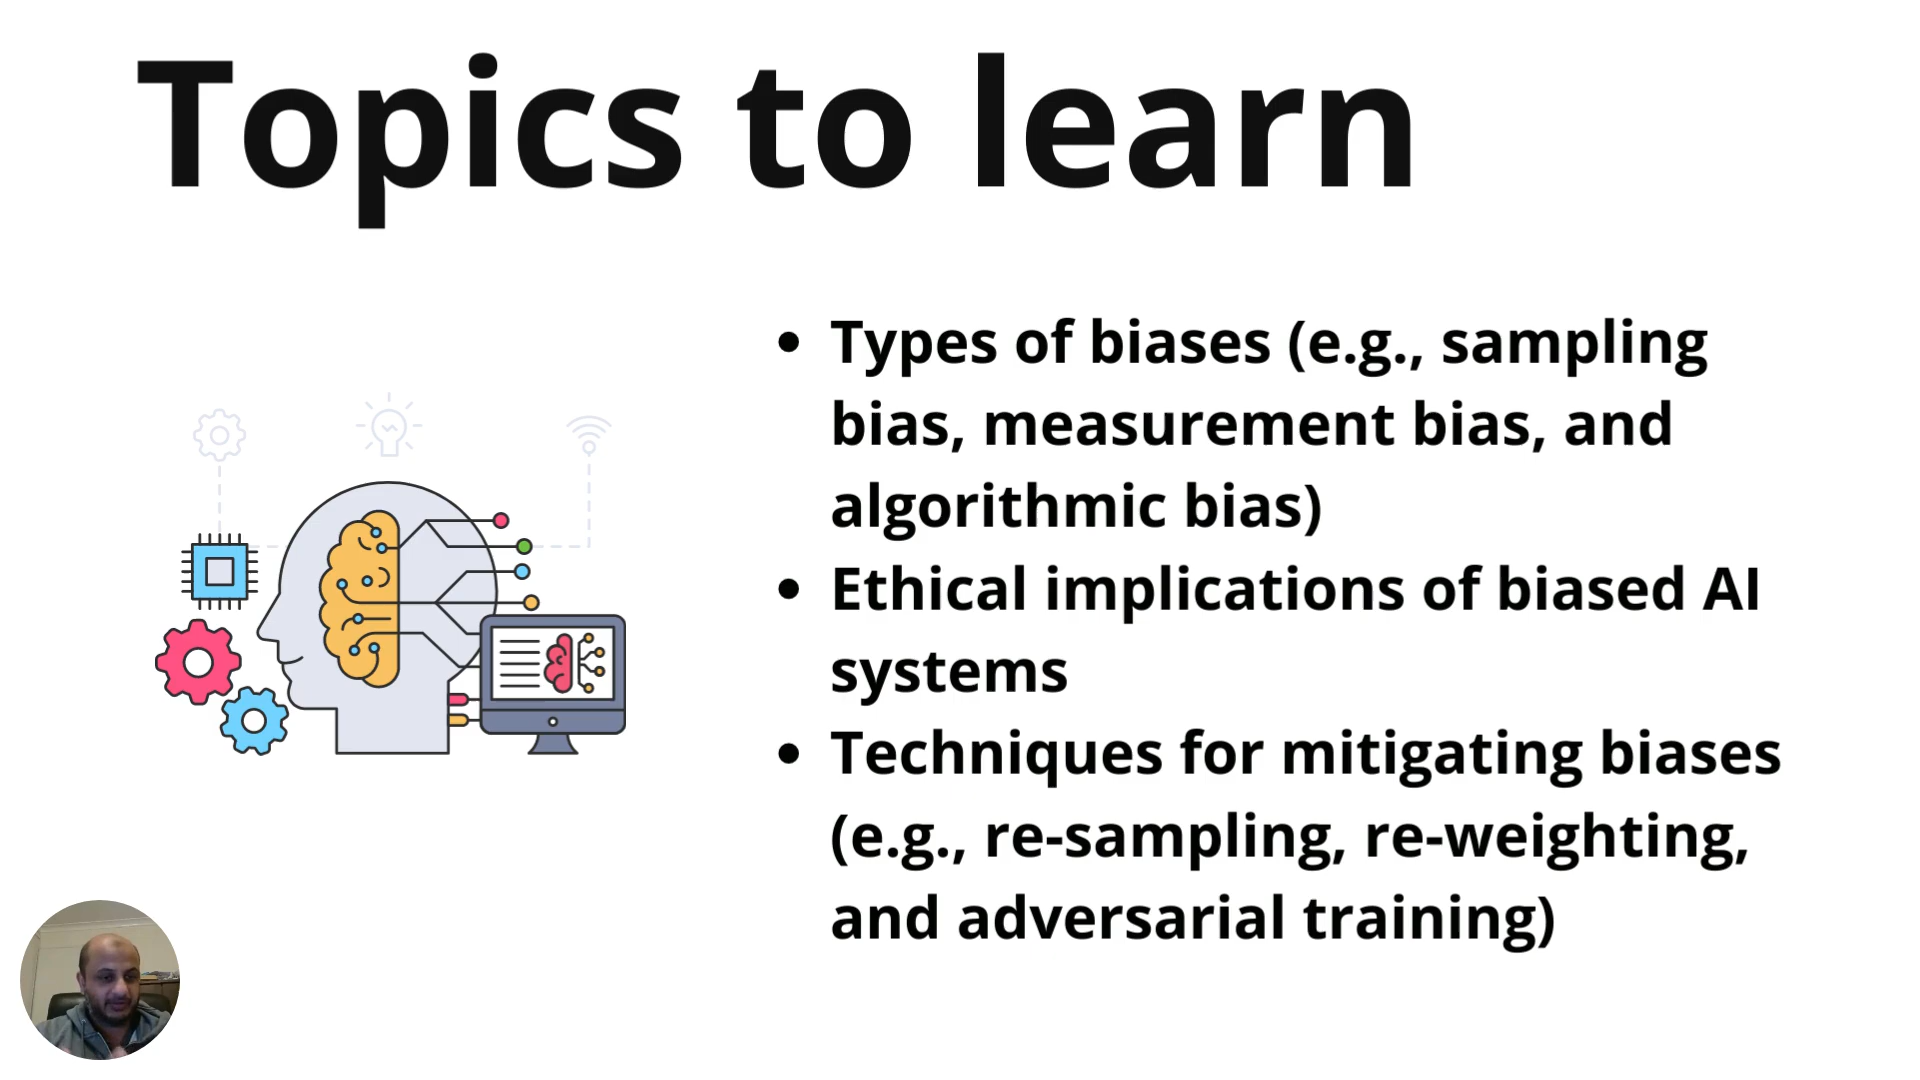 Topics to learn
• Types of biases (e.g., sampling
bias, measurement bias, and
algorithmic bias)
• Ethical implications of biased AI
systems
• Techniques for mitigating biases
(e.g., re-sampling, re-weighting,
and adversarial training)